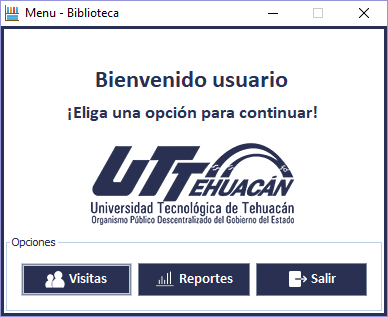 Menu - Biblioteca
Bienvenido usuario
¡Eliga una opción para continuar!
UTTEHUACÁN
Universidad Tecnológica de Tehuacán
Organismo Público Descentralizado del Gobierno del Estado
Opciones
Visitas
Reportes
Salir